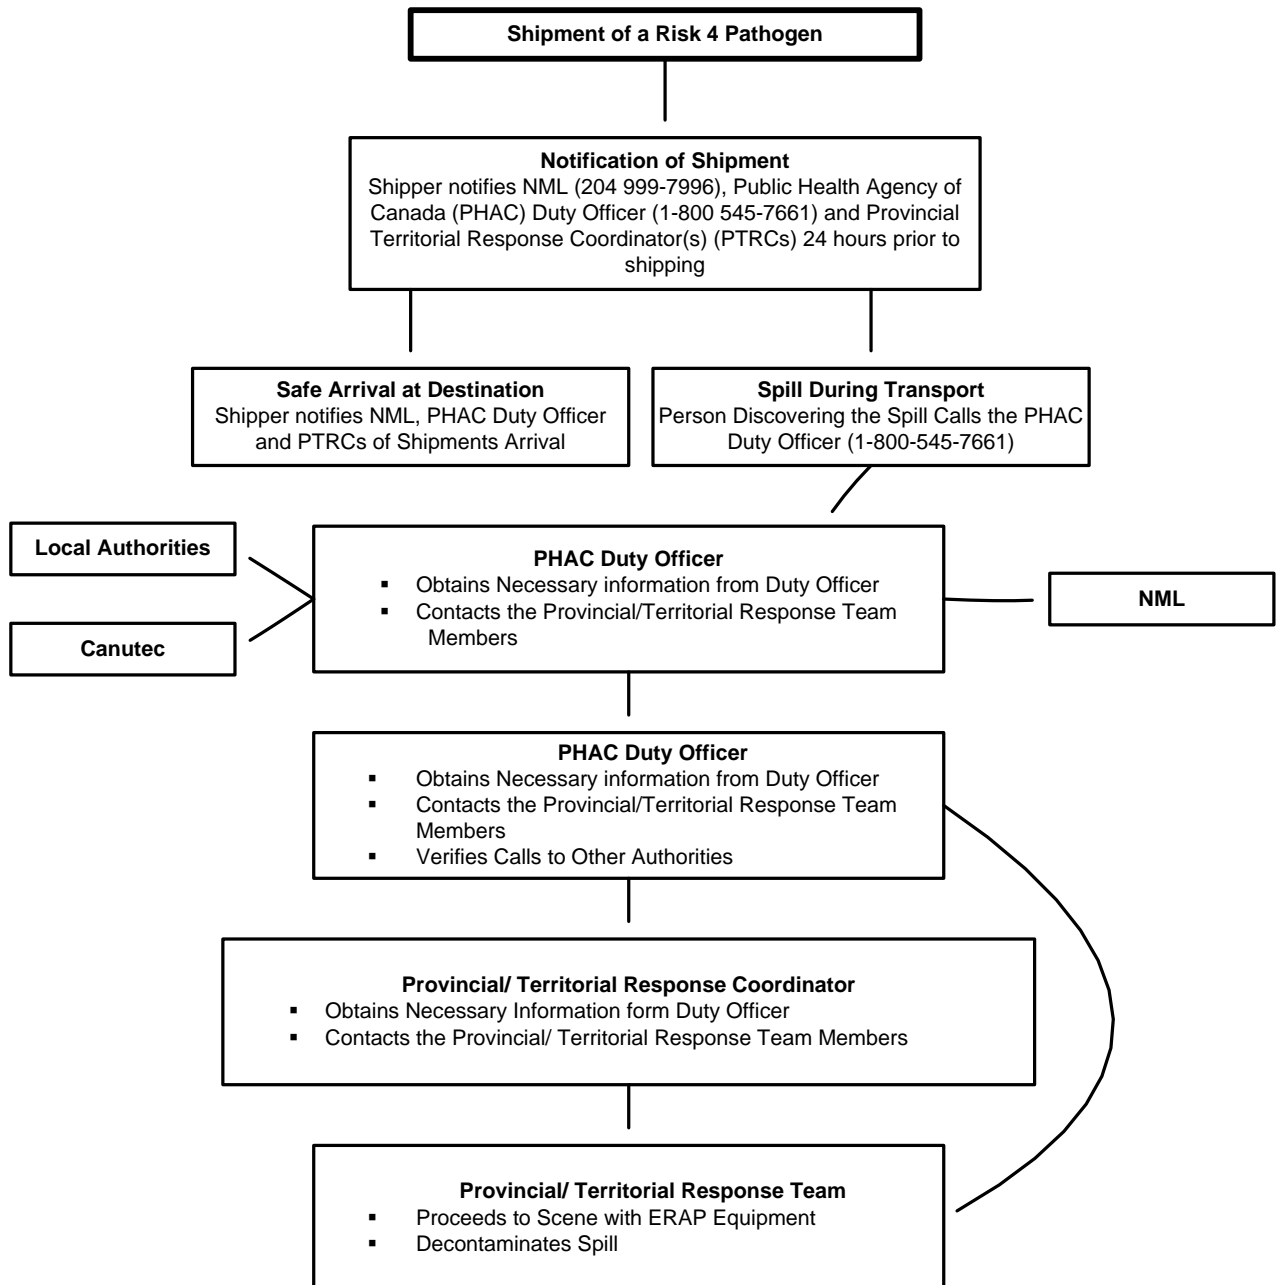 Shipment of a Risk 4 Pathogen
Notification of Shipment
Shipper notifies NML (204 999-7996), Public Health Agency of
Canada (PHAC) Duty Officer (1-800 545-7661) and Provincial
Territorial Response Coordinator(s) (PTRCs) 24 hours prior to
shipping
Safe Arrival at Destination
Shipper notifies NML, PHAC Duty Officer
and PTRCs of Shipments Arrival
Spill During Transport
Person Discovering the Spill Calls the PHAC
Duty Officer (1-800-545-7661)
Local Authorities
Canutec
PHAC Duty Officer
▪ Obtains Necessary information from Duty Officer
▪ Contacts the Provincial/Territorial Response Team
Members
NML
PHAC Duty Officer
▪ Obtains Necessary information from Duty Officer
▪ Contacts the Provincial/Territorial Response Team
Members
▪ Verifies Calls to Other Authorities
Provincial/ Territorial Response Coordinator
▪ Obtains Necessary Information form Duty Officer
▪ Contacts the Provincial/ Territorial Response Team Members
Provincial/ Territorial Response Team
▪ Proceeds to Scene with ERAP Equipment
▪ Decontaminates Spill